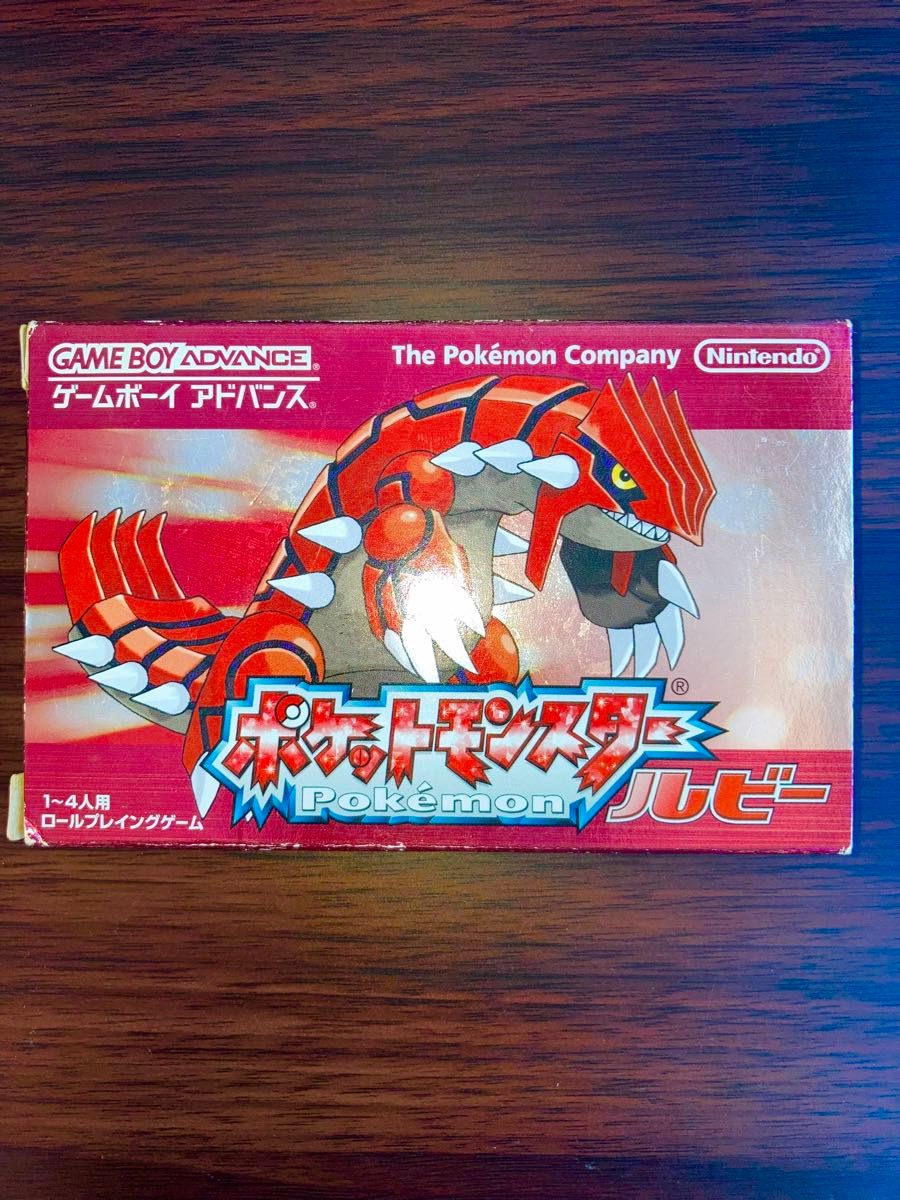 GAME BOY ADVANCE®
ゲームボーイ アドバンス®
The Pokémon Company
Nintendo®
ポケットモンスター®
Pokémon
ルビー
1~4人用
ロールプレイングゲーム